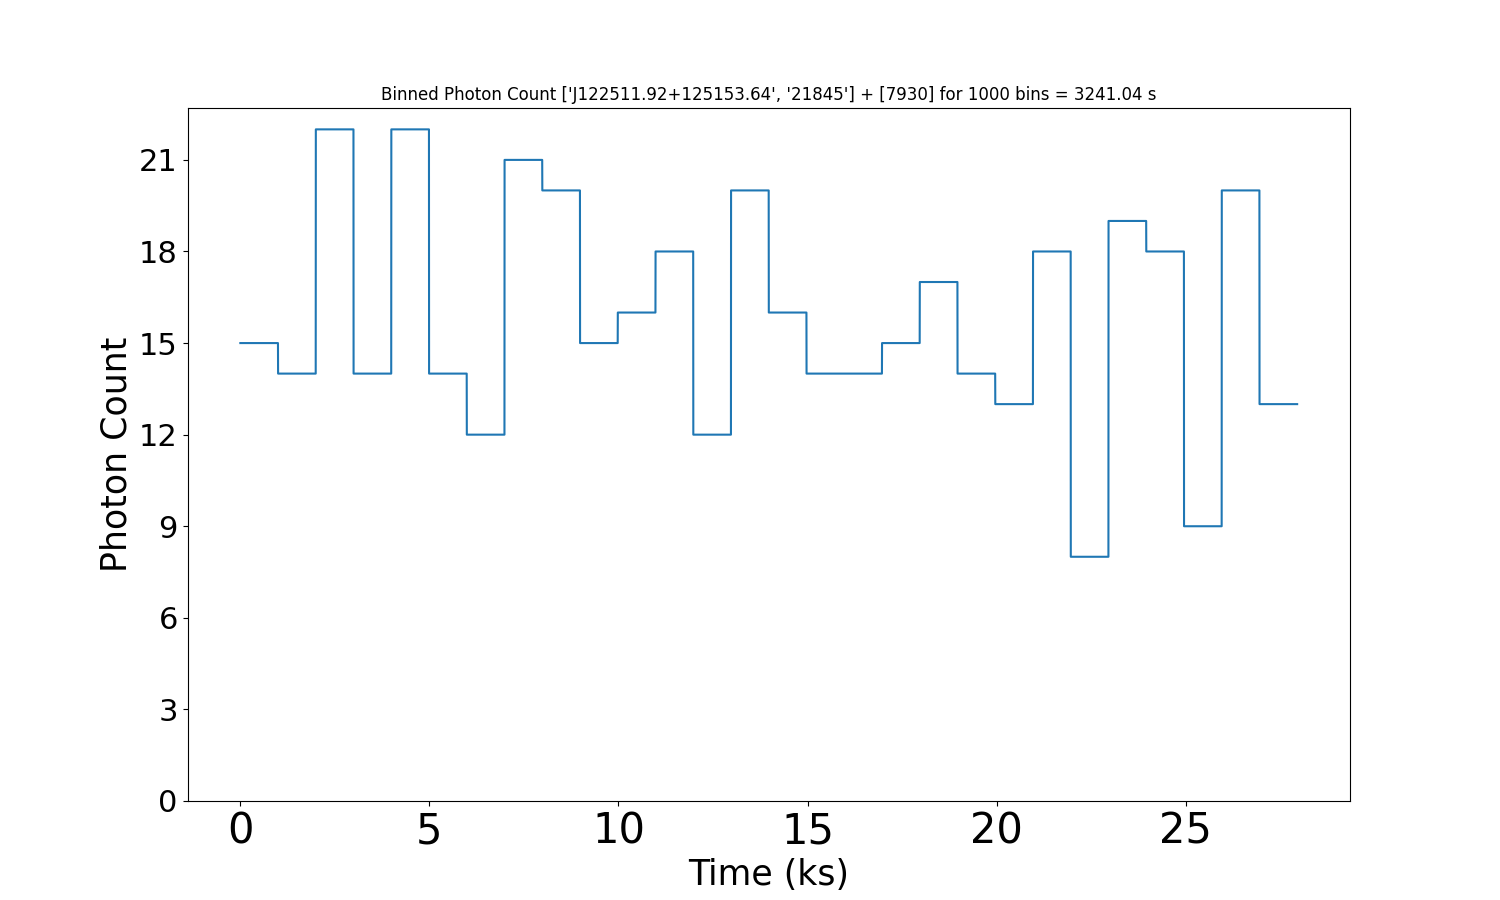 Binned Photon Count ['J122511.92+125153.64', '21845'] + [7930] for 1000 bins = 3241.04 s
21
18
15
12
9
6
3
0
Photon Count
0 5 10 15 20 25
Time (ks)